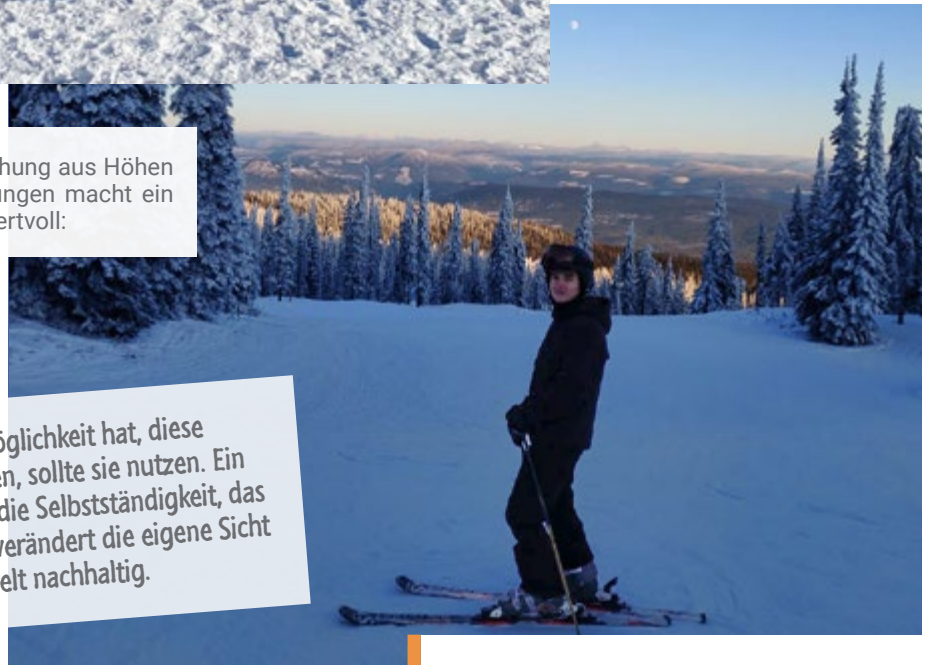 hung aus Höhen
ungen macht ein
ertvoll:
öglichkeit hat, diese
en, sollte sie nutzen. Ein
die Selbstständigkeit, das
verändert die eigene Sicht
elt nachhaltig.